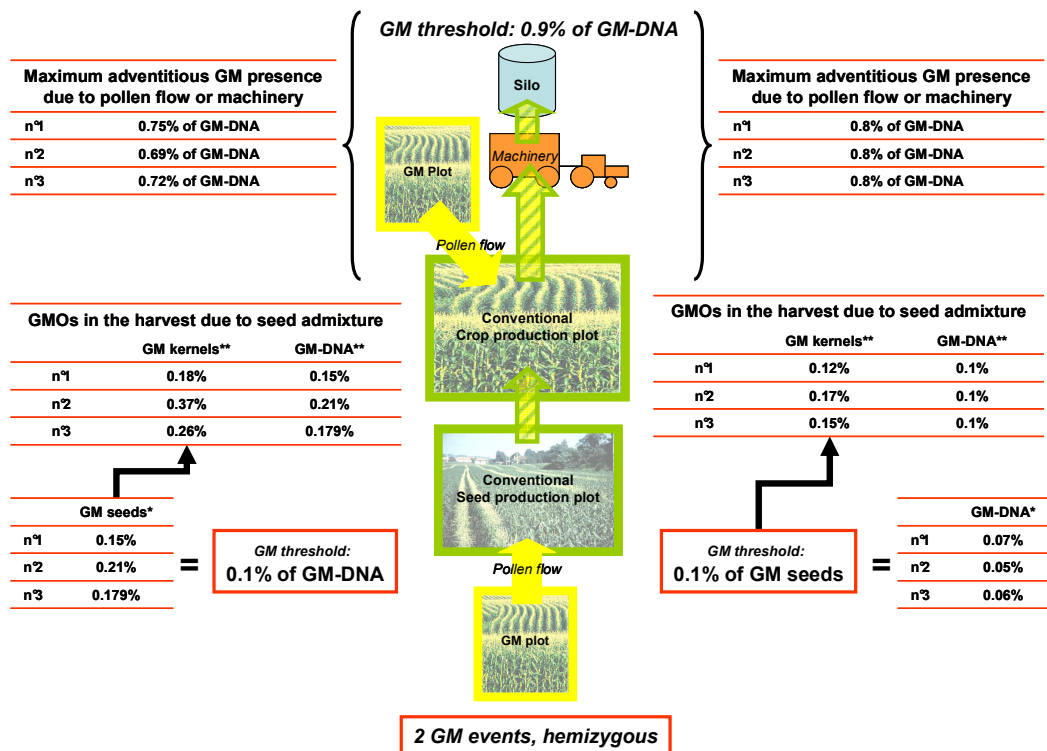 GM threshold: 0.9% of GM-DNA
Maximum adventitious GM presence
due to pollen flow or machinery
n°1 0.75% of GM-DNA
n°2 0.69% of GM-DNA
n°3 0.72% of GM-DNA
Silo
Machinery
GM Plot
Pollen flow
Maximum adventitious GM presence
due to pollen flow or machinery
n°1 0.8% of GM-DNA
n°2 0.8% of GM-DNA
n°3 0.8% of GM-DNA
GMOs in the harvest due to seed admixture
GM kernels** GM-DNA**
n°1 0.18% 0.15%
n°2 0.37% 0.21%
n°3 0.26% 0.179%
Conventional
Crop production plot
GMOs in the harvest due to seed admixture
GM kernels** GM-DNA**
n°1 0.12% 0.1%
n°2 0.17% 0.1%
n°3 0.15% 0.1%
Conventional
Seed production plot
GM seeds*
n°1 0.15%
n°2 0.21%
n°3 0.179%
=
GM threshold:
0.1% of GM-DNA
Pollen flow
GM plot
GM threshold:
0.1% of GM seeds
=
GM-DNA*
n°1 0.07%
n°2 0.05%
n°3 0.06%
2 GM events, hemizygous